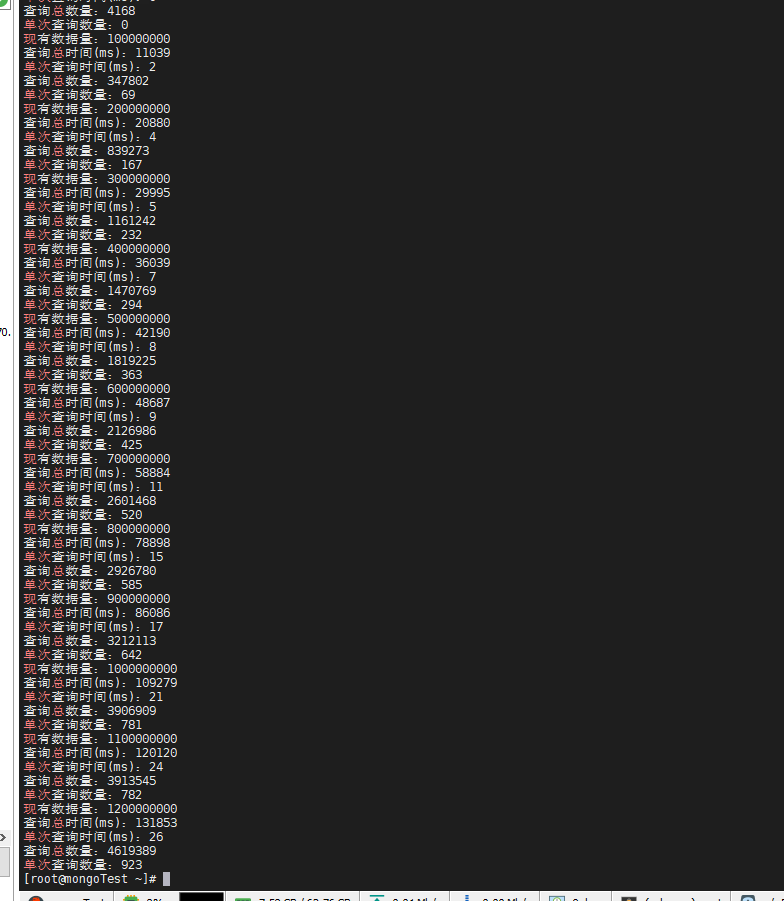 查询总数量：4168
单次查询数量：0
现有数据量：100000000
查询总时间(ms)：11039
单次查询时间(ms)：2
查询总数量：347802
单次查询数量：69
现有数据量：200000000
查询总时间(ms)：20880
单次查询时间(ms)：4
查询总数量：839273
单次查询数量：167
现有数据量：300000000
查询总时间(ms)：29995
单次查询时间(ms)：5
查询总数量：1161242
单次查询数量：232
现有数据量：400000000
查询总时间(ms)：36039
单次查询时间(ms)：7
查询总数量：1470769
单次查询数量：294
现有数据量：500000000
查询总时间(ms)：42190
单次查询时间(ms)：8
查询总数量：1819225
单次查询数量：363
现有数据量：600000000
查询总时间(ms)：48687
单次查询时间(ms)：9
查询总数量：2126986
单次查询数量：425
现有数据量：700000000
查询总时间(ms)：58884
单次查询时间(ms)：11
查询总数量：2601468
单次查询数量：520
现有数据量：800000000
查询总时间(ms)：78898
单次查询时间(ms)：15
查询总数量：2926780
单次查询数量：585
现有数据量：900000000
查询总时间(ms)：86086
单次查询时间(ms)：17
查询总数量：3212113
单次查询数量：642
现有数据量：1000000000
查询总时间(ms)：109279
单次查询时间(ms)：21
查询总数量：3906909
单次查询数量：781
现有数据量：1100000000
查询总时间(ms)：120120
单次查询时间(ms)：24
查询总数量：3913545
单次查询数量：782
现有数据量：1200000000
查询总时间(ms)：131853
单次查询时间(ms)：26
查询总数量：4619389
单次查询数量：923
[root@mongoTest ~]#